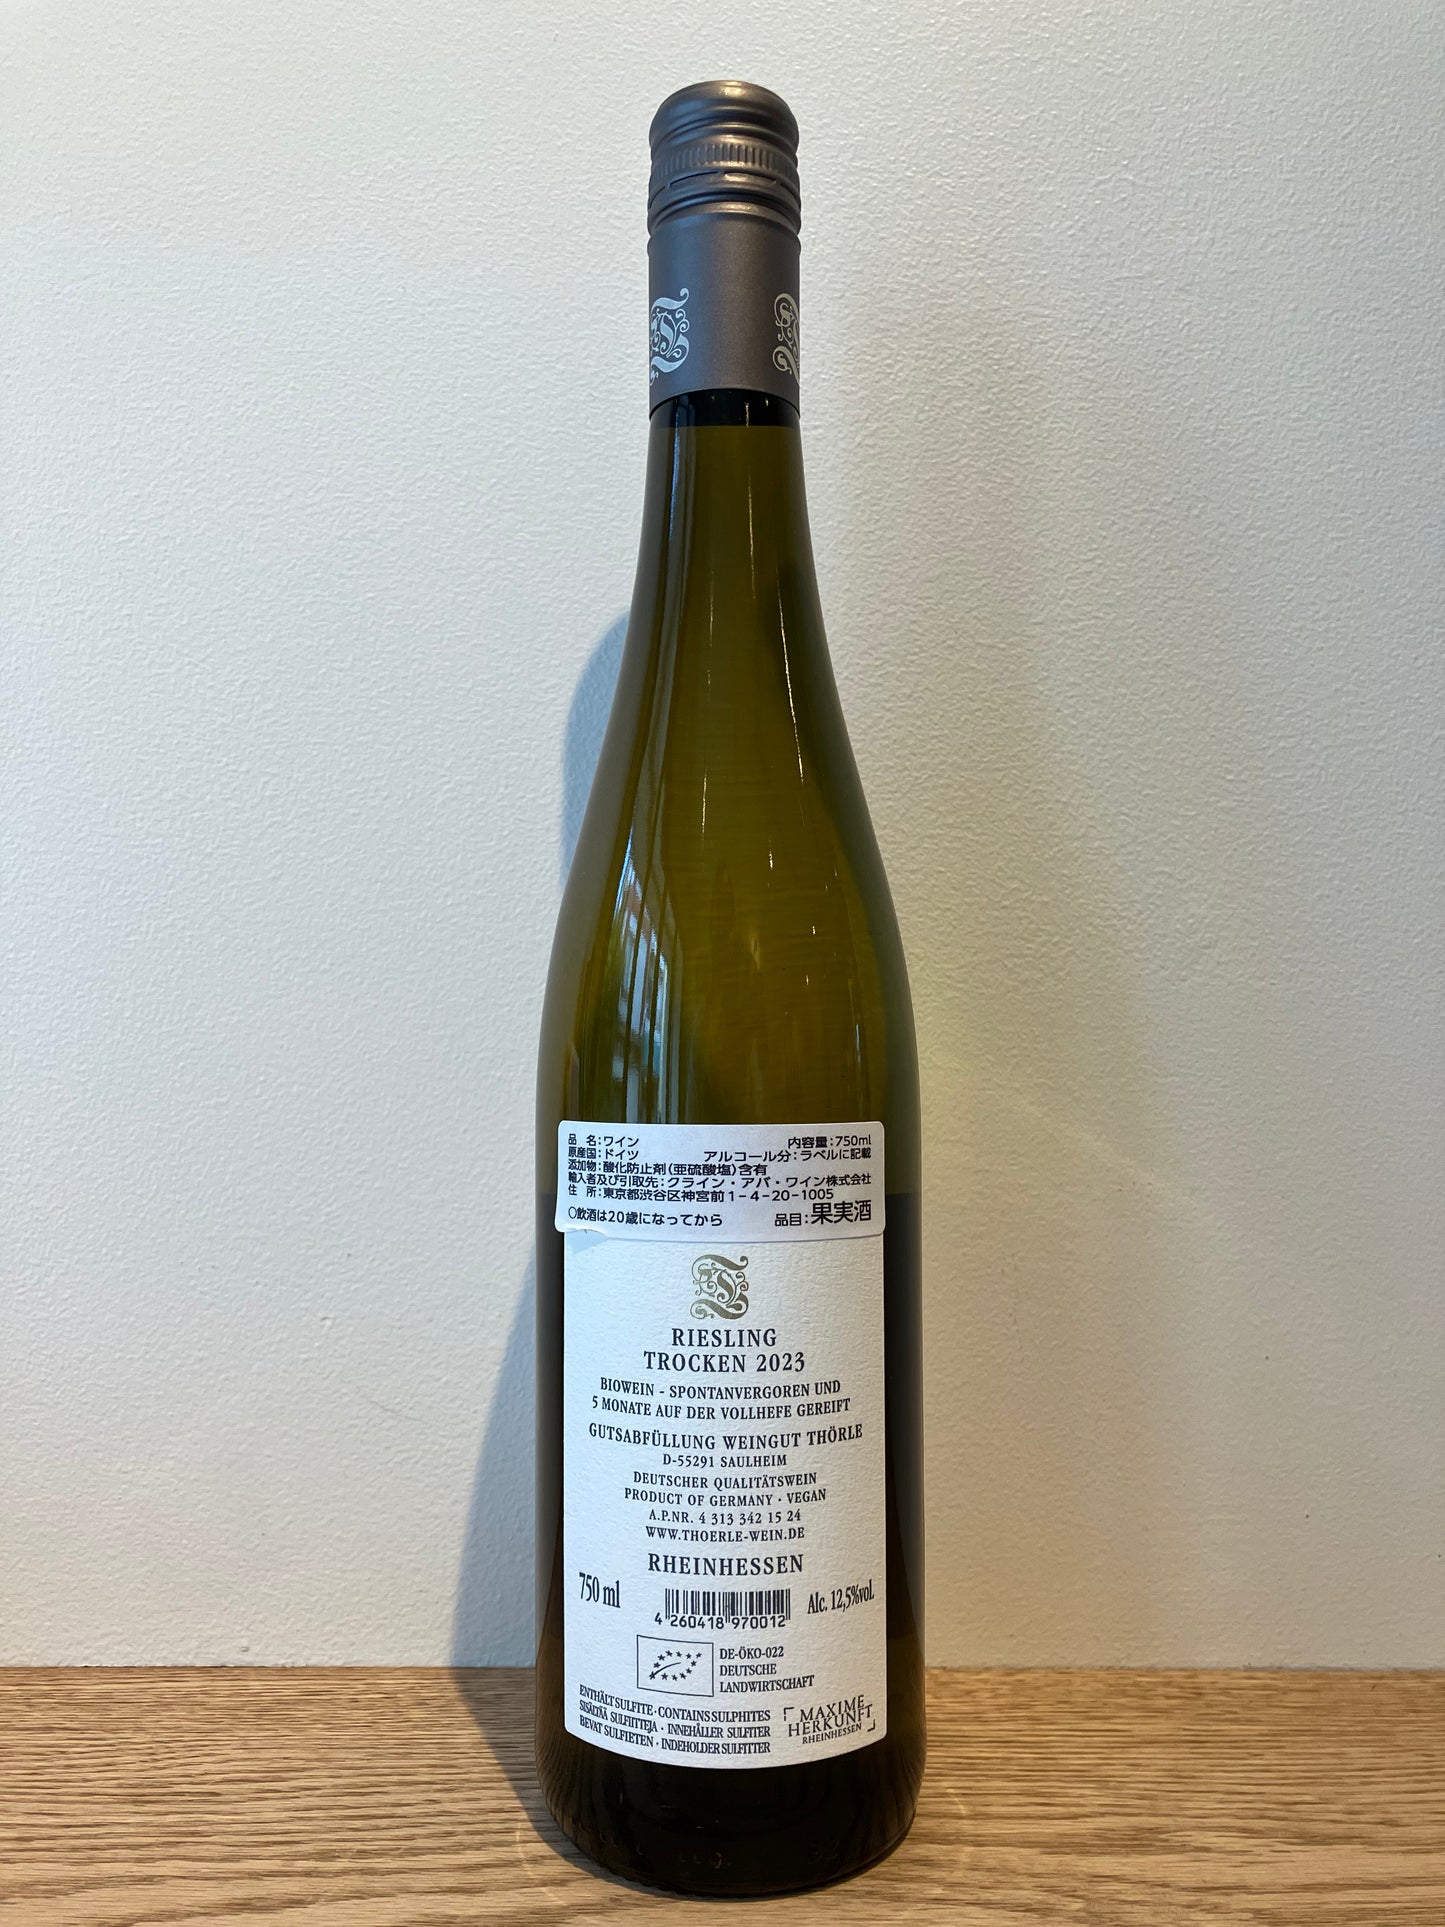 品 名：ワイン 内容量：750ml
原産国：ドイツ アルコール分：ラベルに記載
添加物：酸化防止剤（亜硫酸塩）含有
輸入者及び引取先：クライン・アバ・ワイン株式会社
住 所：東京都渋谷区神宮前1-4-20-1005
○飲酒は20歳になってから 品目：果実酒
RIESLING
TROCKEN 2023
BIOWEIN - SPONTANVERGOREN UND
5 MONATE AUF DER VOLLHEFE GEREIFT
GUTSABFÜLLUNG WEINGUT THÖRLE
D-55291 SAULHEIM
DEUTSCHER QUALITÄTSWEIN
PRODUCT OF GERMANY · VEGAN
A.P.NR. 4 313 342 15 24
WWW.THOERLE-WEIN.DE
RHEINHESSEN
750 ml
4 260418 970012
Alc. 12,5%vol.
DE-ÖKO-022
DEUTSCHE
LANDWIRTSCHAFT
ENTHÄLT SULFITE · CONTAINS SULPHITES
SISÄLTÄÄ SULFIITTEJA · INNEHÅLLER SULFITER
BEVAT SULFIETEN · INDEHOLDER SULFITTER
MAXIME
HERKUNFT
RHEINHESSEN